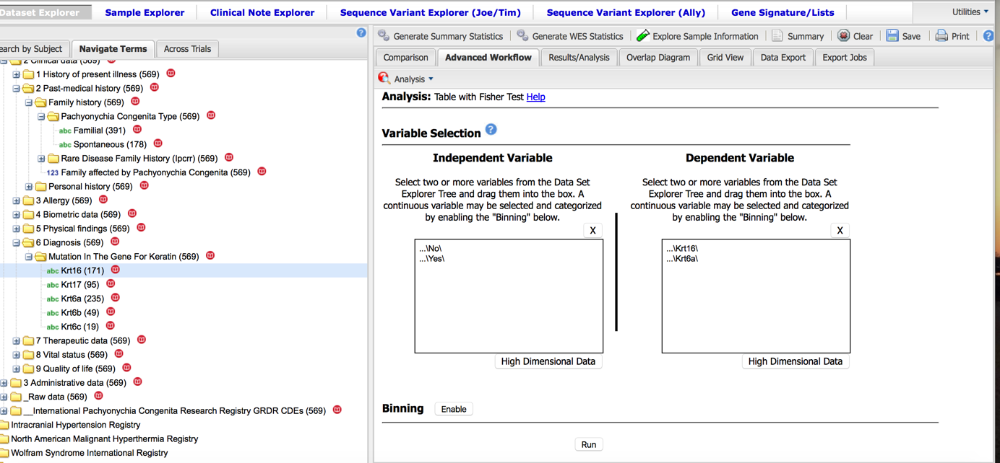 Dataset Explorer
Sample Explorer
Clinical Note Explorer
Sequence Variant Explorer (Joe/Tim)
Sequence Variant Explorer (Ally)
Gene Signature/Lists
Utilities
earch by Subject
Navigate Terms
Across Trials
2 Clinical data (569)
1 History of present illness (569)
2 Past-medical history (569)
Family history (569)
Pachyonychia Congenita Type (569)
abc Familial (391)
abc Spontaneous (178)
Rare Disease Family History (Ipcrr) (569)
123 Family affected by Pachyonychia Congenita (569)
Personal history (569)
3 Allergy (569)
4 Biometric data (569)
5 Physical findings (569)
6 Diagnosis (569)
Mutation In The Gene For Keratin (569)
abc Krt16 (171)
abc Krt17 (95)
abc Krt6a (235)
abc Krt6b (49)
abc Krt6c (19)
7 Therapeutic data (569)
8 Vital status (569)
9 Quality of life (569)
3 Administrative data (569)
_Raw data (569)
__International Pachyonychia Congenita Research Registry GRDR CDEs (569)
Intracranial Hypertension Registry
North American Malignant Hyperthermia Registry
Wolfram Syndrome International Registry
Generate Summary Statistics
Generate WES Statistics
Explore Sample Information
Summary
Clear
Save
Print
Comparison
Advanced Workflow
Results/Analysis
Overlap Diagram
Grid View
Data Export
Export Jobs
Analysis
Analysis: Table with Fisher Test Help
Variable Selection ?
Independent Variable
Select two or more variables from the Data Set
Explorer Tree and drag them into the box. A
continuous variable may be selected and categorized
by enabling the "Binning" below.
X
...\No\
...\Yes\
High Dimensional Data
Dependent Variable
Select two or more variables from the Data Set
Explorer Tree and drag them into the box. A
continuous variable may be selected and categorized
by enabling the "Binning" below.
X
...\Krt16\
...\Krt6a\
High Dimensional Data
Binning
Enable
Run